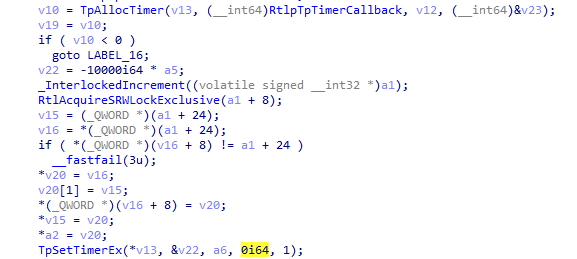 v10 = TpAllocTimer(v13, (__int64)RtlpTpTimerCallback, v12, (__int64)&v23);
v19 = v10;
if ( v10 < 0 )
goto LABEL_16;
v22 = -10000i64 * a5;
_InterlockedIncrement((volatile signed __int32 *)a1);
RtlAcquireSRWLockExclusive(a1 + 8);
v15 = (_QWORD *)(a1 + 24);
v16 = *(_QWORD *)(a1 + 24);
if ( *(_QWORD *)(v16 + 8) != a1 + 24 )
__fastfail(3u);
*v20 = v16;
v20[1] = v15;
*(_QWORD *)(v16 + 8) = v20;
*v15 = v20;
*a2 = v20;
TpSetTimerEx(*v13, &v22, a6, 0i64, 1);